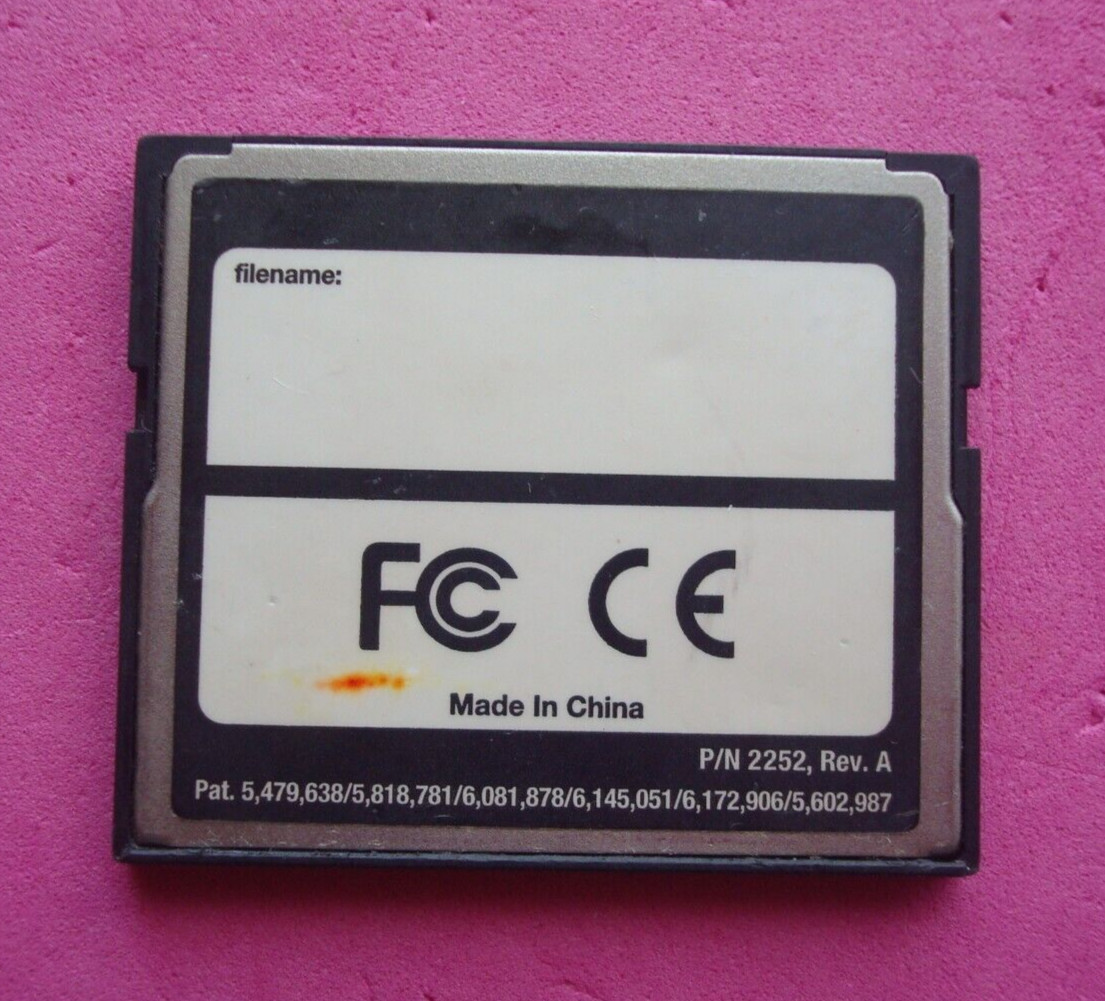 filename:
FCC CE
Made In China
P/N 2252, Rev. A
Pat. 5,479,638/5,818,781/6,081,878/6,145,051/6,172,906/5,602,987